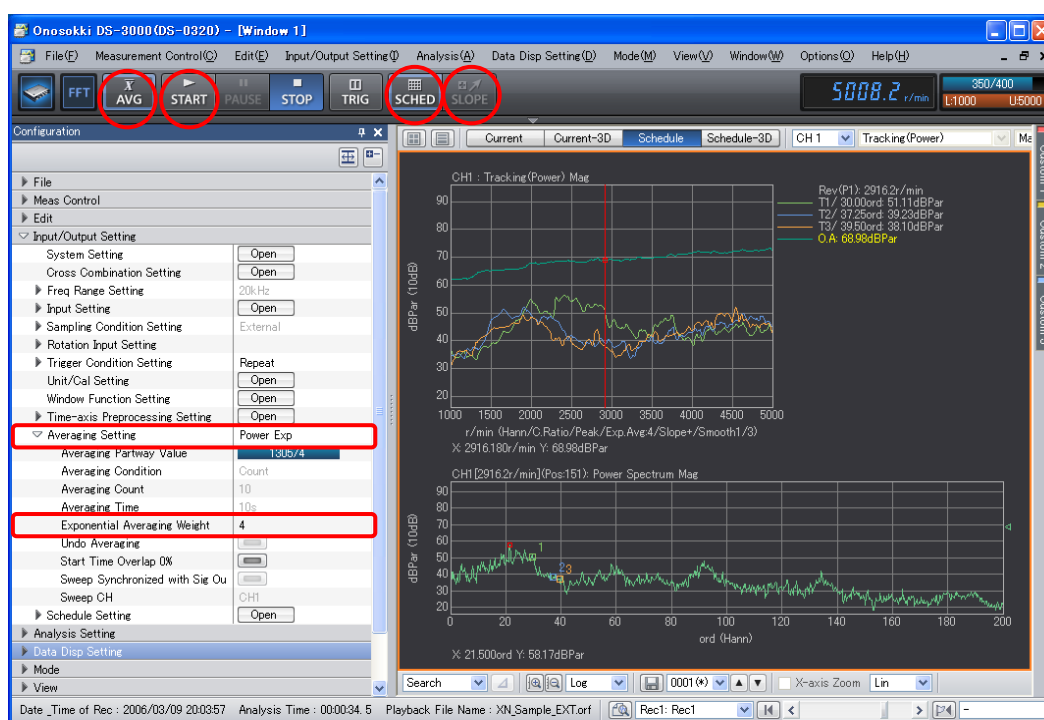 Onosokki DS-3000(DS-0320) - [Window 1]
File(F) Measurement Control(C) Edit(E) Input/Output Setting(I) Analysis(A) Data Disp Setting(D) Mode(M) View(V) Window(W) Options(O) Help(H)
FFT X AVG START PAUSE STOP TRIG SCHED SLOPE 5008.2 r/min 350/400 L:1000 U:5000
Configuration
Current Current-3D Schedule Schedule-3D CH 1 Tracking(Power) Ma
File
Meas Control
Edit
Input/Output Setting
System Setting Open
Cross Combination Setting Open
Freq Range Setting 20kHz
Input Setting Open
Sampling Condition Setting External
Rotation Input Setting
Trigger Condition Setting Repeat
Unit/Cal Setting Open
Window Function Setting Open
Time-axis Preprocessing Setting Open
Averaging Setting Power Exp
Averaging Partway Value 13057/4
Averaging Condition Count
Averaging Count 10
Averaging Time 10s
Exponential Averaging Weight 4
Undo Averaging
Start Time Overlap 0%
Sweep Synchronized with Sig Ou
Sweep CH CH1
Schedule Setting Open
Analysis Setting
Data Disp Setting
Mode
View
CH1 : Tracking(Power) Mag
Rev(P1): 2916.2r/min
T1/ 30.00ord: 51.11dBPar
T2/ 37.25ord: 39.23dBPar
T3/ 39.50ord: 38.10dBPar
O.A: 68.98dBPar
dBPar (10dB)
90
80
70
60
50
40
30
20
1000 1500 2000 2500 3000 3500 4000 4500 5000
r/min (Hann/C.Ratio/Peak/Exp.Avg:4/Slope+/Smooth1/3)
X: 2916.180r/min Y: 68.98dBPar
CH1[2916.2r/min](Pos:151): Power Spectrum Mag
dBPar (10dB)
90
80
70
60
50
40
30
20
1
2 3
0 20 40 60 80 100 120 140 160 180 200
ord (Hann)
X: 21.500ord Y: 58.17dBPar
Custom 1
Custom 2
Custom 3
Search Log 0001(*) X-axis Zoom Lin
Date _Time of Rec : 2006/03/09 20:03:57 Analysis Time : 00:00:34. 5 Playback File Name : XN_Sample_EXT.orf Rec1: Rec1 -